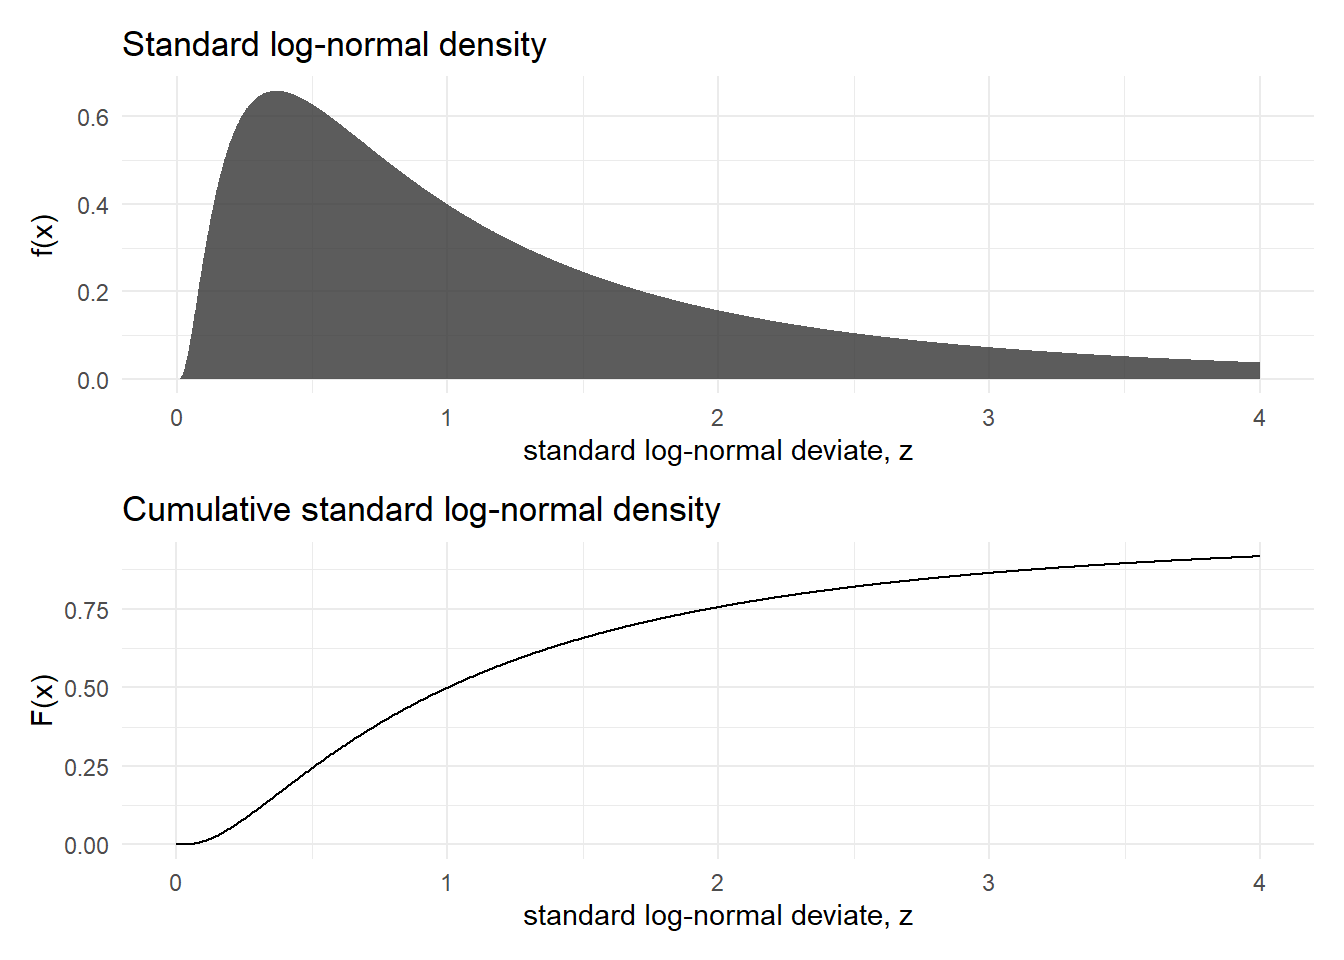 Standard log-normal density
0.6
0.4
0.2
0.0
f(x)
0 1 2 3 4
standard log-normal deviate, z
Cumulative standard log-normal density
0.75
0.50
0.25
0.00
F(x)
0 1 2 3 4
standard log-normal deviate, z